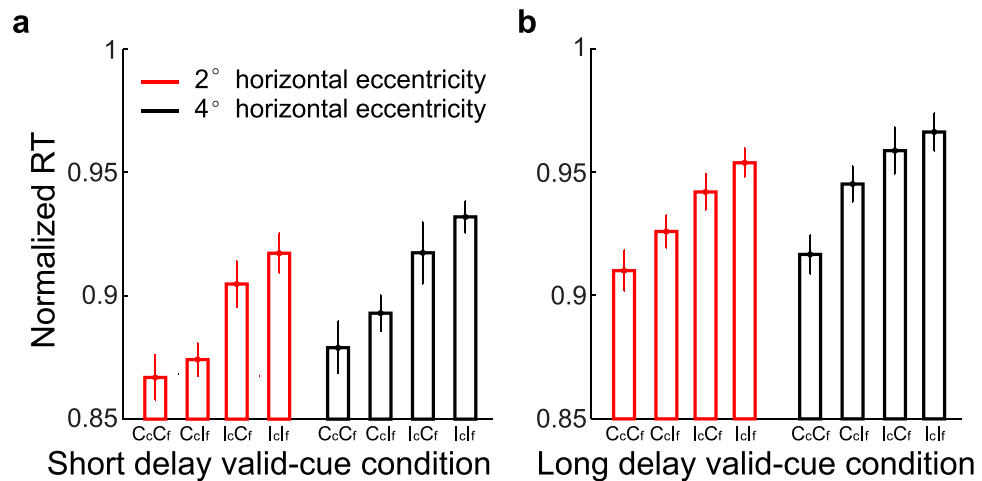 a
b
1
1
2° horizontal eccentricity
4° horizontal eccentricity
Normalized RT
0.95
0.95
0.9
0.9
0.85
0.85
CcCf CcIf IcCf IcIf CcCf CcIf IcCf IcIf
CcCf CcIf IcCf IcIf CcCf CcIf IcCf IcIf
Short delay valid-cue condition
Long delay valid-cue condition